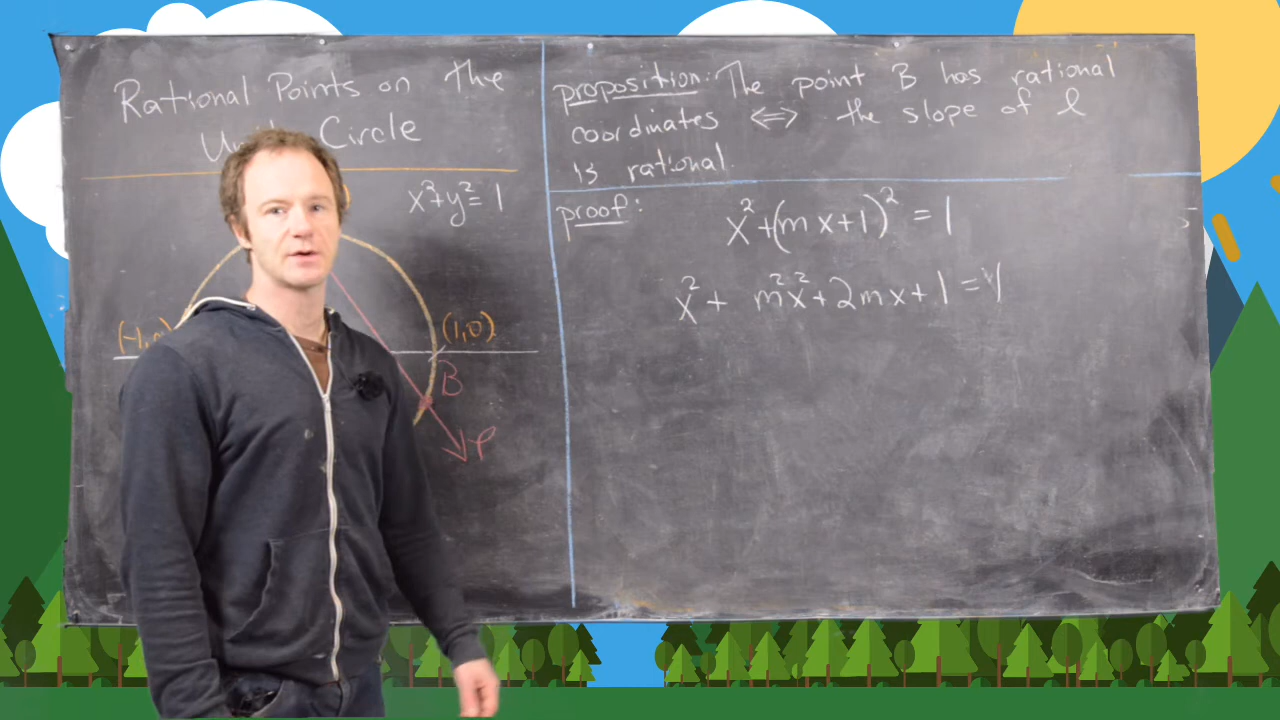 Rational Points on the
Circle
x²+y²=1
(1,0)
B
l
proposition: The point B has rational
coordinates ⇔ the slope of l
is rational.
proof:
x²+(mx+1)²=1
x²+ m²x²+2mx+1=1